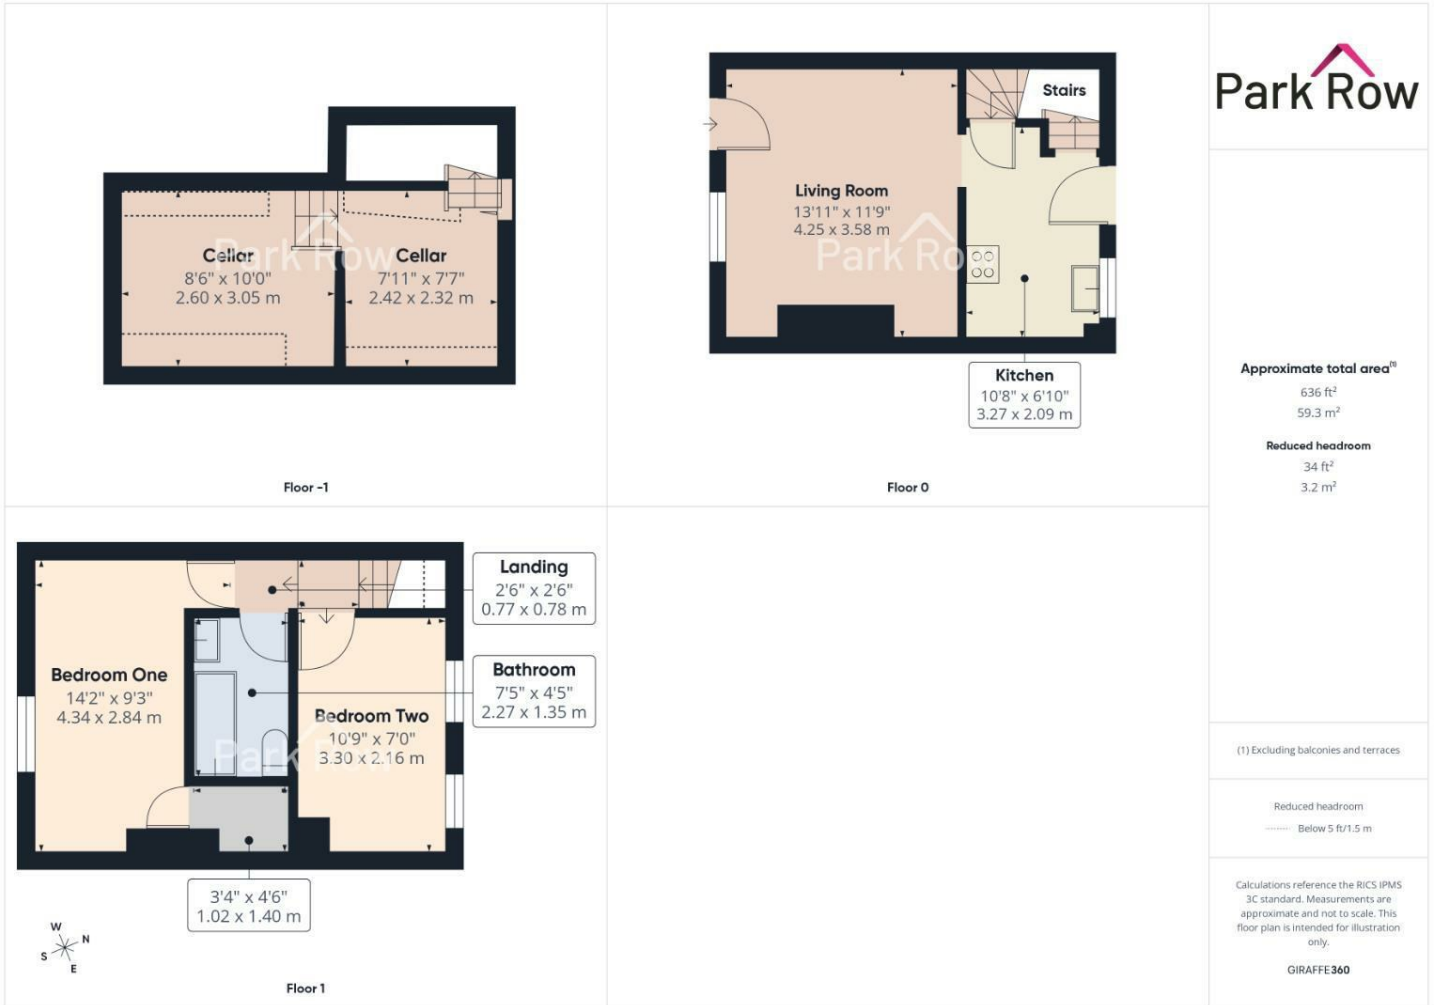 Cellar
8'6" x 10'0"
2.60 x 3.05 m
Cellar
7'11" x 7'7"
2.42 x 2.32 m
Park Row
Floor -1
Stairs
Living Room
13'11" x 11'9"
4.25 x 3.58 m
Park Row
Kitchen
10'8" x 6'10"
3.27 x 2.09 m
Floor 0
Landing
2'6" x 2'6"
0.77 x 0.78 m
Bathroom
7'5" x 4'5"
2.27 x 1.35 m
Bedroom One
14'2" x 9'3"
4.34 x 2.84 m
Bedroom Two
10'9" x 7'0"
3.30 x 2.16 m
Park Row
3'4" x 4'6"
1.02 x 1.40 m
W
N
S
E
Floor 1
Park Row
Approximate total area(1)
636 ft²
59.3 m²
Reduced headroom
34 ft²
3.2 m²
(1) Excluding balconies and terraces
Reduced headroom
Below 5 ft/1.5 m
Calculations reference the RICS IPMS
3C standard. Measurements are
approximate and not to scale. This
floor plan is intended for illustration
only.
GIRAFFE360